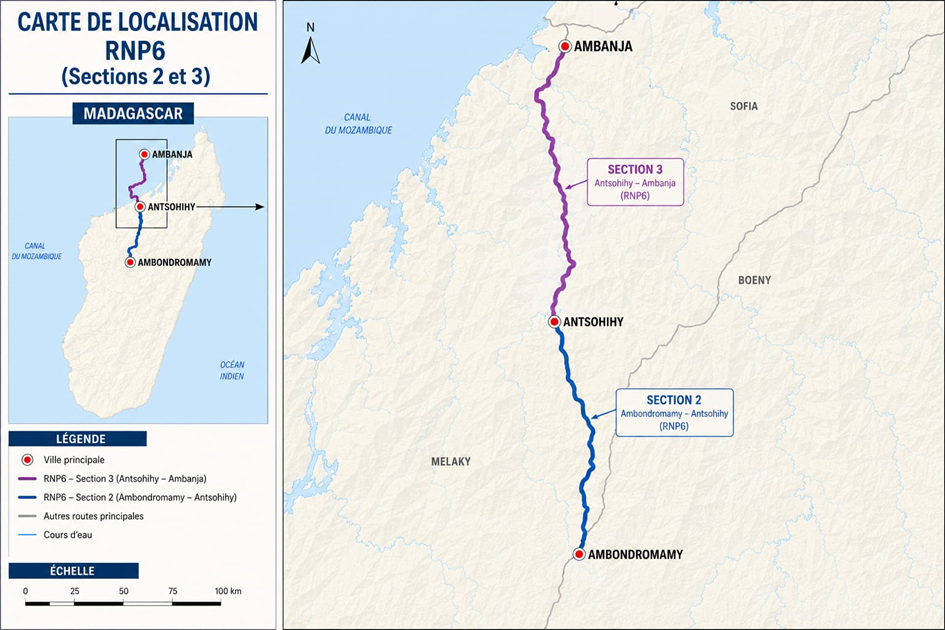 CARTE DE LOCALISATION
RNP6
(Sections 2 et 3)
MADAGASCAR
AMBANJA
ANTSOHIHY
AMBONDROMAMY
CANAL
DU MOZAMBIQUE
OCÉAN
INDIEN
LÉGENDE
Ville principale
RNP6 – Section 3 (Antsohihy – Ambanja)
RNP6 – Section 2 (Ambondromamy – Antsohihy)
Autres routes principales
Cours d'eau
ÉCHELLE
0 25 50 75 100 km
N
AMBANJA
CANAL
DU MOZAMBIQUE
SOFIA
SECTION 3
Antsohihy – Ambanja
(RNP6)
BOENY
ANTSOHIHY
SECTION 2
Ambondromamy – Antsohihy
(RNP6)
MELAKY
AMBONDROMAMY